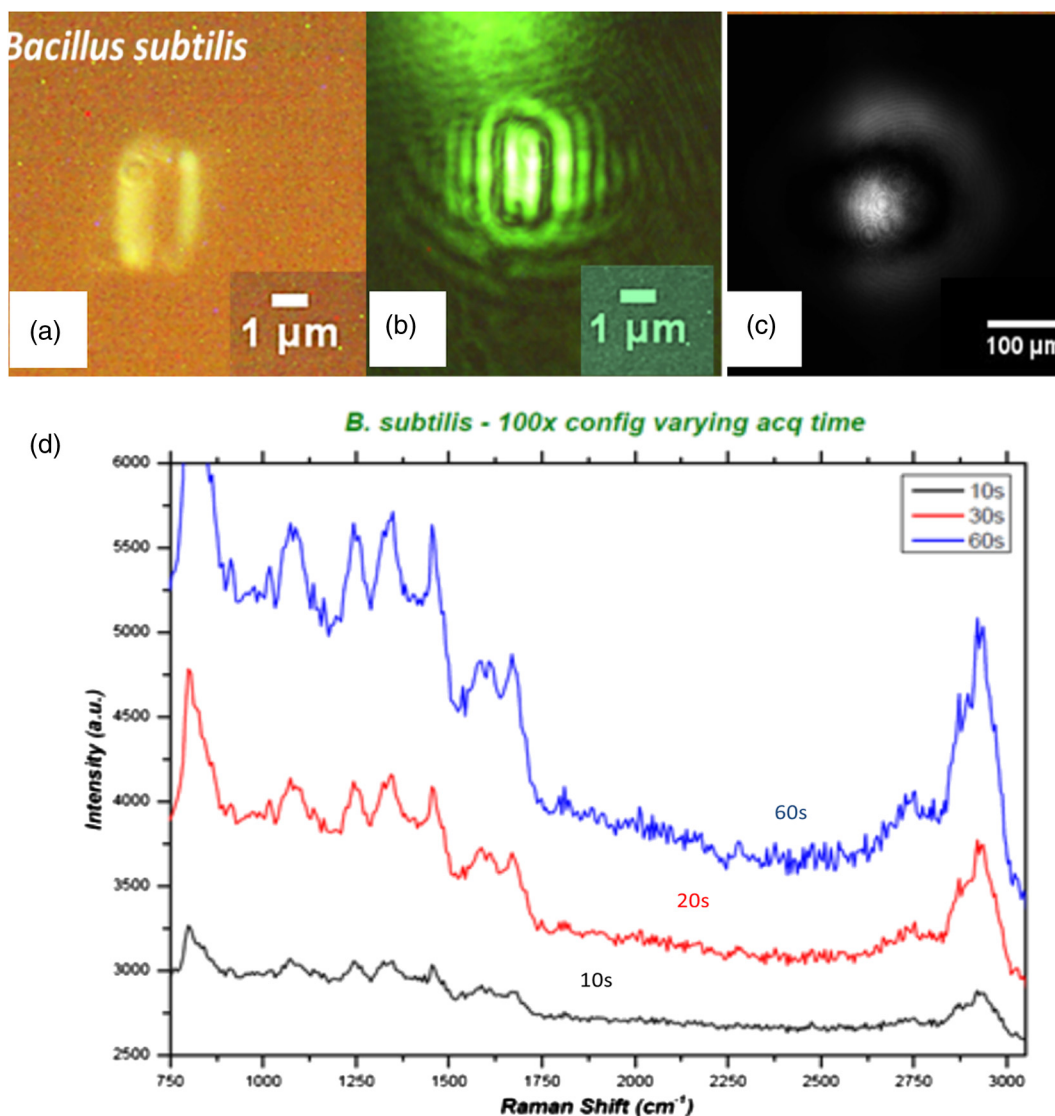 Bacillus subtilis
(a)
1 μm
(b)
1 μm
(c)
100 μm
(d)
B. subtilis - 100x config varying acq time
6000
5500
5000
4500
4000
3500
3000
2500
Intensity (a.u.)
10s
30s
60s
60s
20s
10s
750
1000
1250
1500
1750
2000
2250
2500
2750
3000
Raman Shift (cm⁻¹)